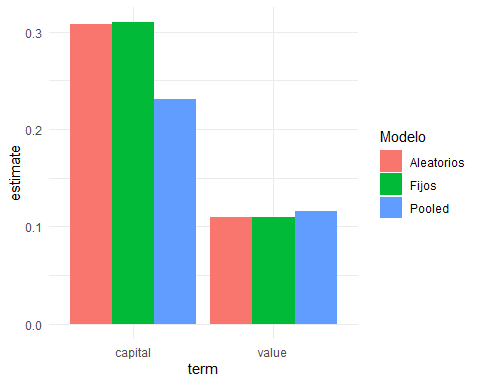 0.3
0.2
0.1
0.0
estimate
capital
value
term
Modelo
Aleatorios
Fijos
Pooled